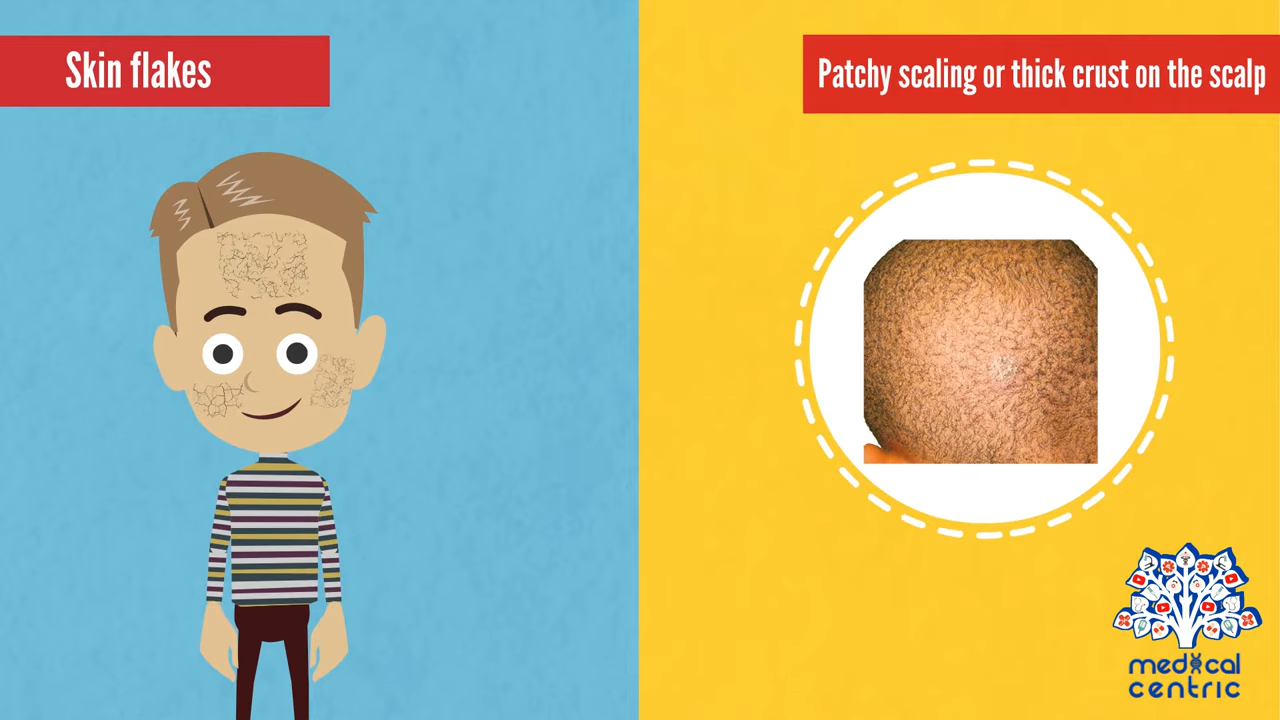 Skin flakes
Patchy scaling or thick crust on the scalp
medical
centric